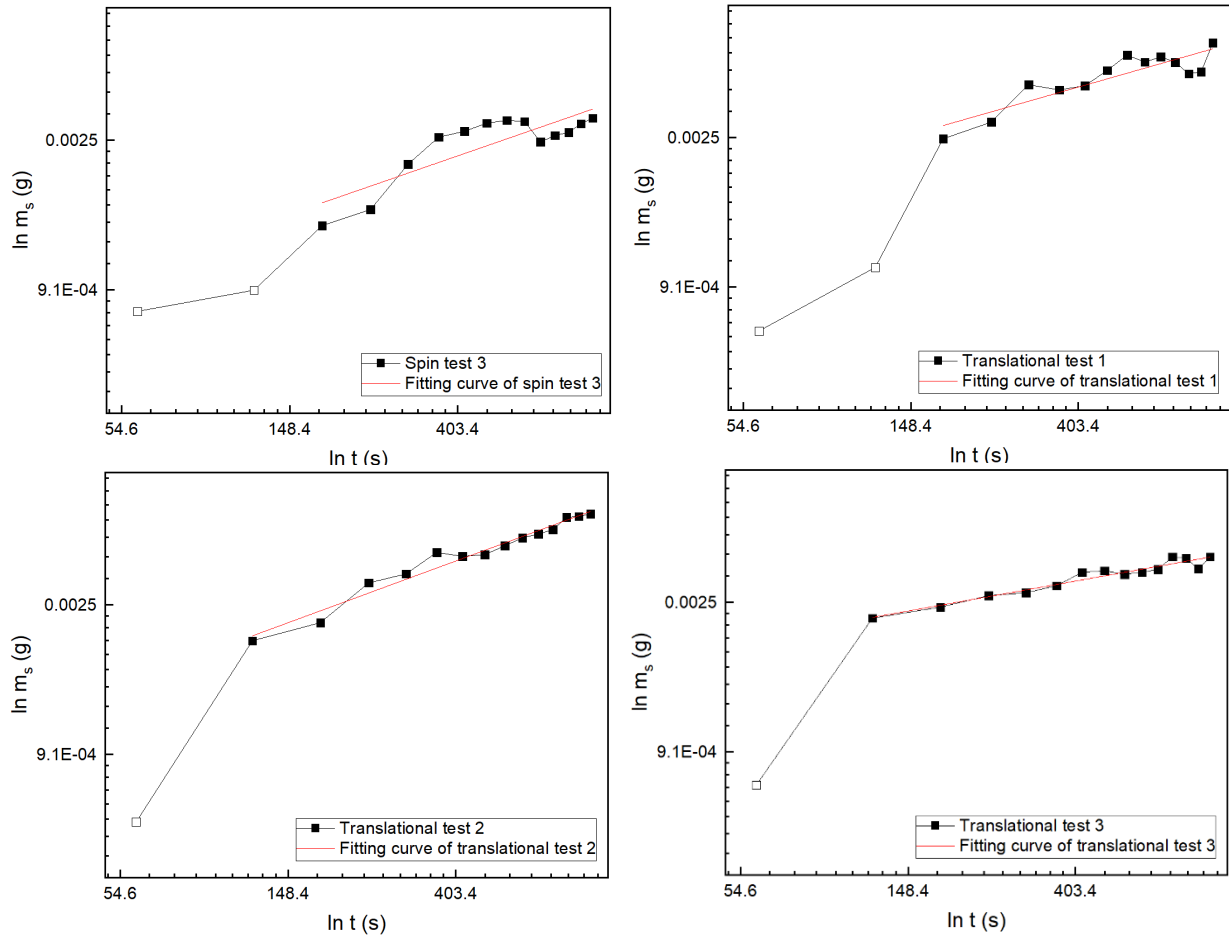 ln mₛ (g)
0.0025
9.1E-04
Spin test 3
Fitting curve of spin test 3
54.6
148.4
403.4
ln t (s)
ln mₛ (g)
0.0025
9.1E-04
Translational test 1
Fitting curve of translational test 1
54.6
148.4
403.4
ln t (s)
ln mₛ (g)
0.0025
9.1E-04
Translational test 2
Fitting curve of translational test 2
54.6
148.4
403.4
ln t (s)
ln mₛ (g)
0.0025
9.1E-04
Translational test 3
Fitting curve of translational test 3
54.6
148.4
403.4
ln t (s)